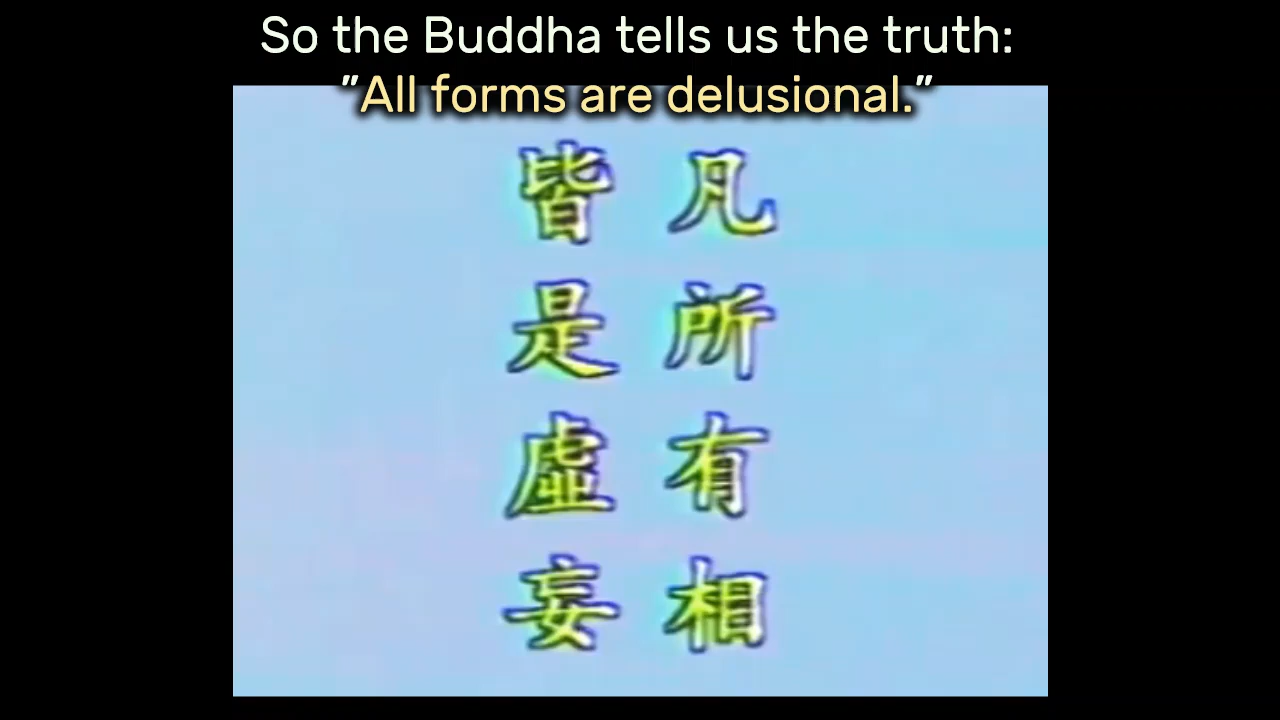 So the Buddha tells us the truth:
"All forms are delusional."
凡所有相
皆是虛妄